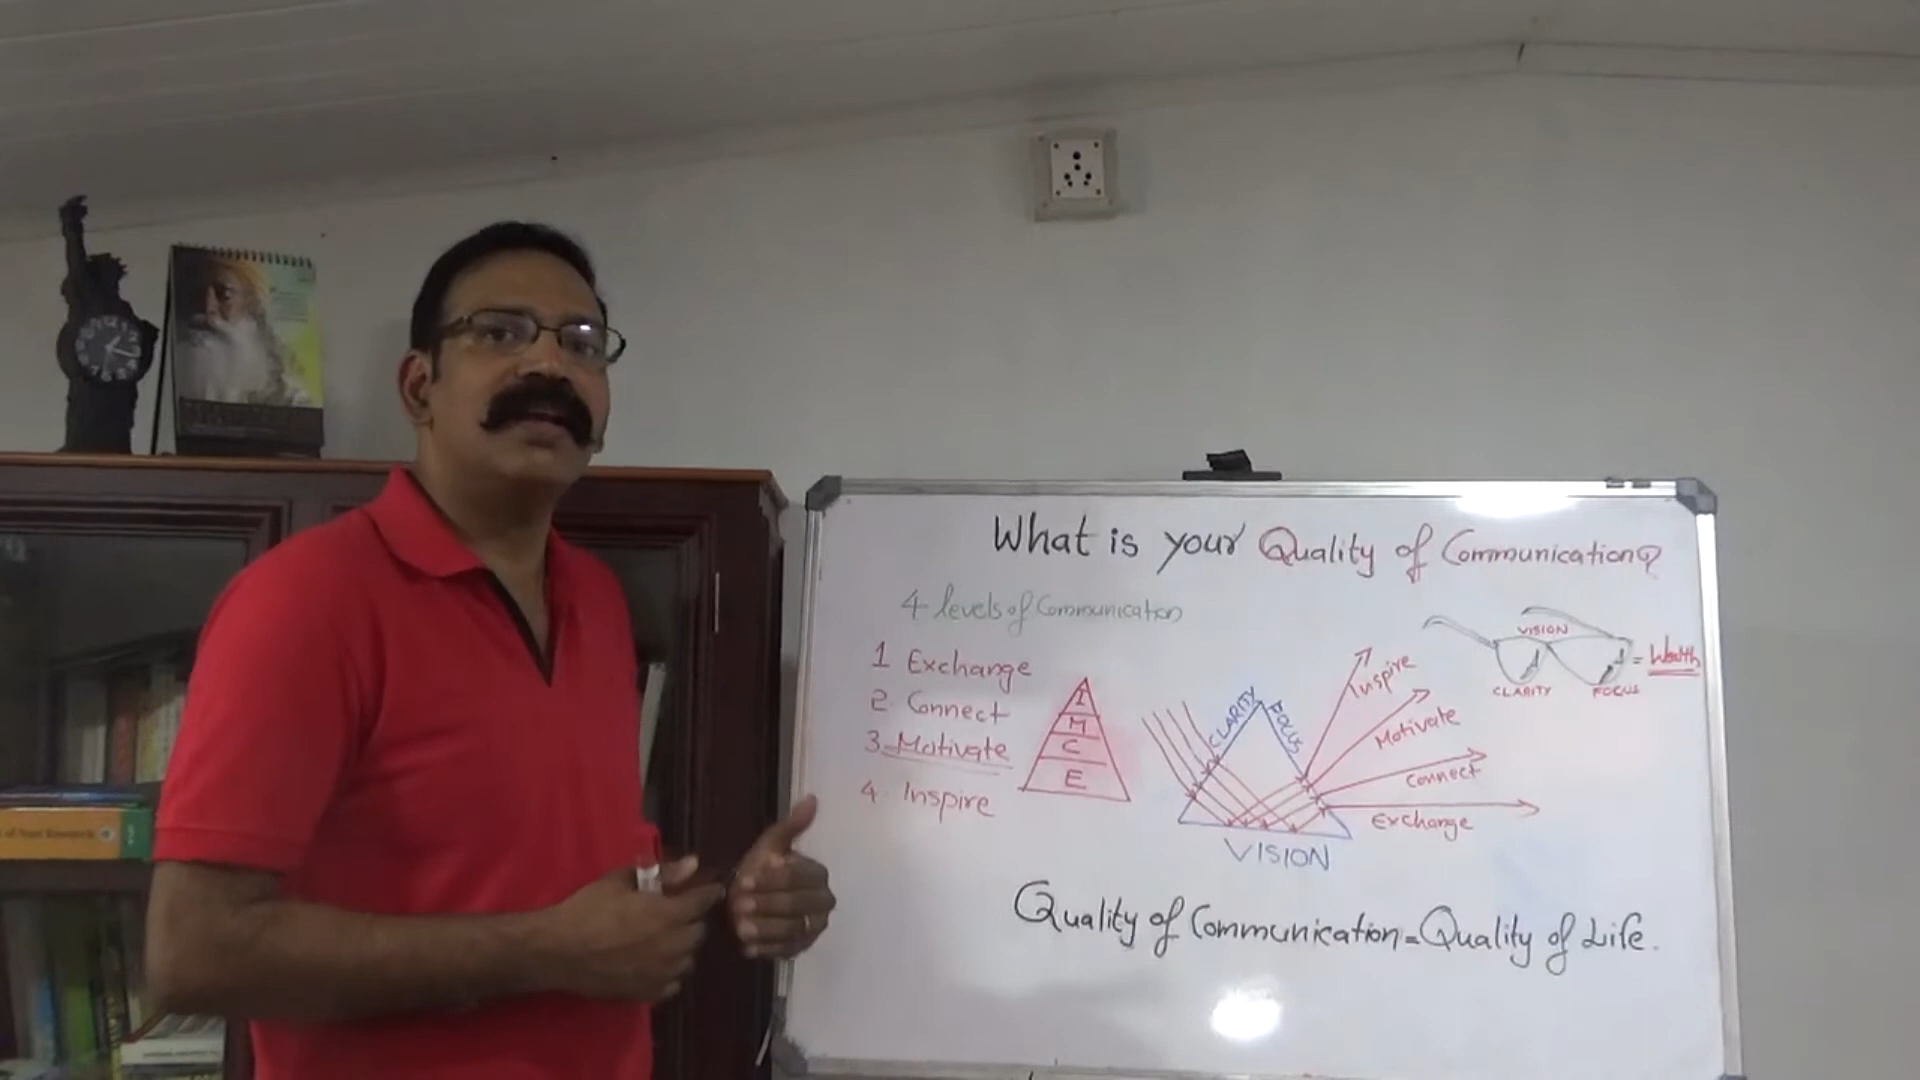 What is your Quality of Communication?
4 levels of Communication
1 Exchange
2. Connect
3. Motivate
4. Inspire
I
M
C
E
CLARITY
FOCUS
VISION
Inspire
Motivate
Connect
Exchange
VISION
CLARITY
FOCUS
= Wealth
Quality of Communication = Quality of Life.